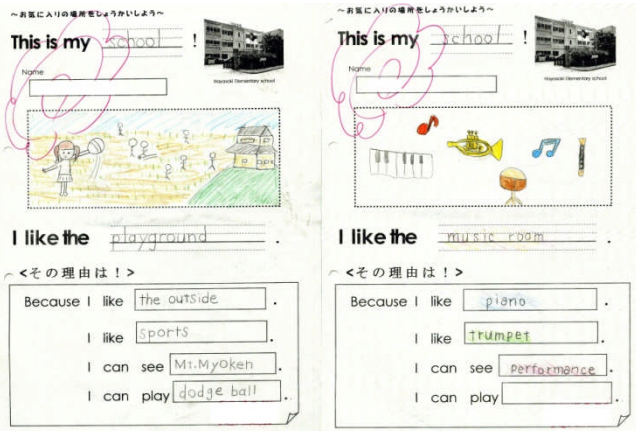 ～お気に入りの場所をしょうかいしよう～
This is my school !
Name
Hayasaki Elementary school
I like the playground .
<その理由は！>
Because I like the outside .
I like sports .
I can see Mt.Myoken .
I can play dodge ball .
～お気に入りの場所をしょうかいしよう～
This is my school !
Name
Hayasaki Elementary school
I like the music room .
<その理由は！>
Because I like piano .
I like trumpet .
I can see performance .
I can play